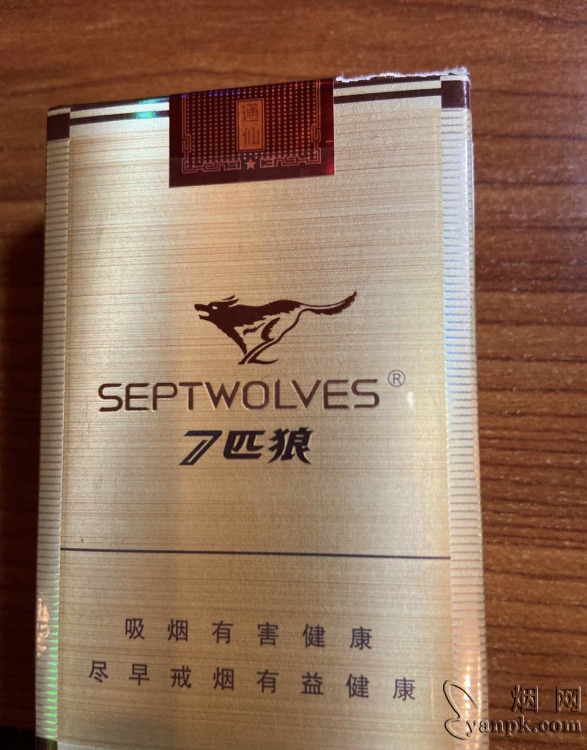 通仙
SEPTWOLVES®
7匹狼
吸烟有害健康
尽早戒烟有益健康
烟网
yanpk.com